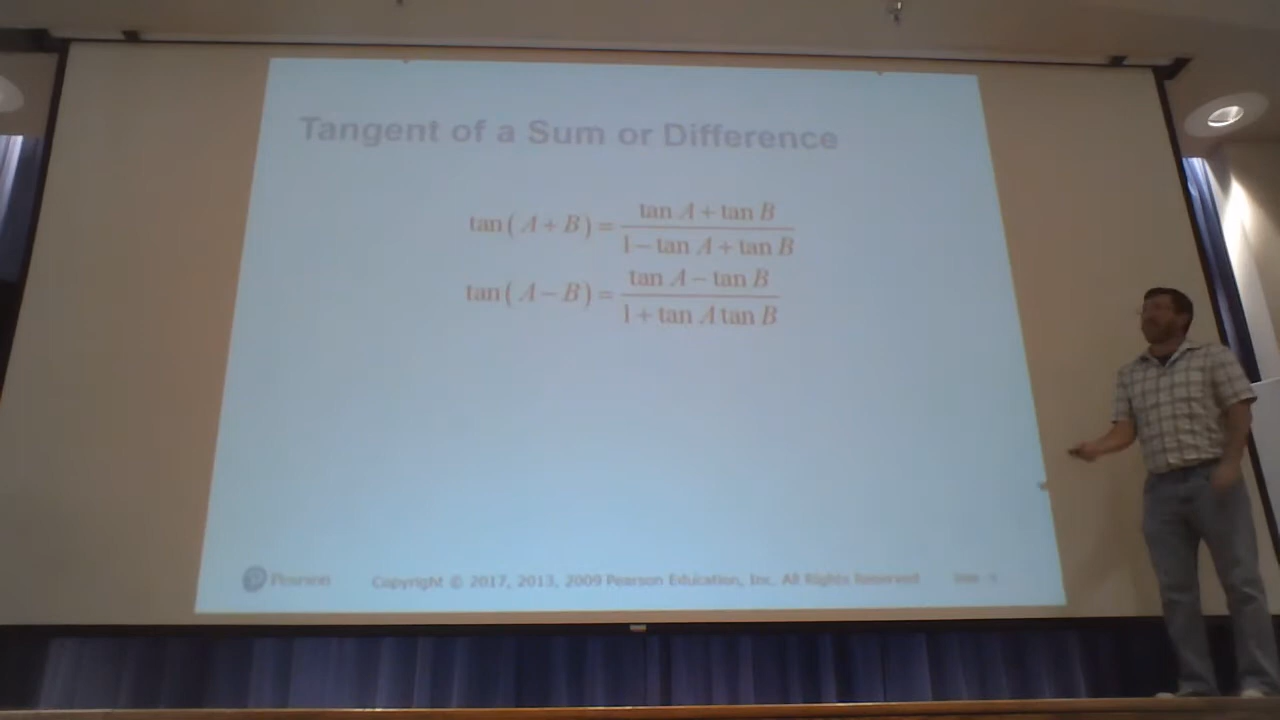 Tangent of a Sum or Difference
tan(A+B)= tan A+tan B / 1−tan A+tan B
tan(A−B)= tan A−tan B / 1+tan A tan B
Pearson Copyright © 2017, 2013, 2009 Pearson Education, Inc. All Rights Reserved